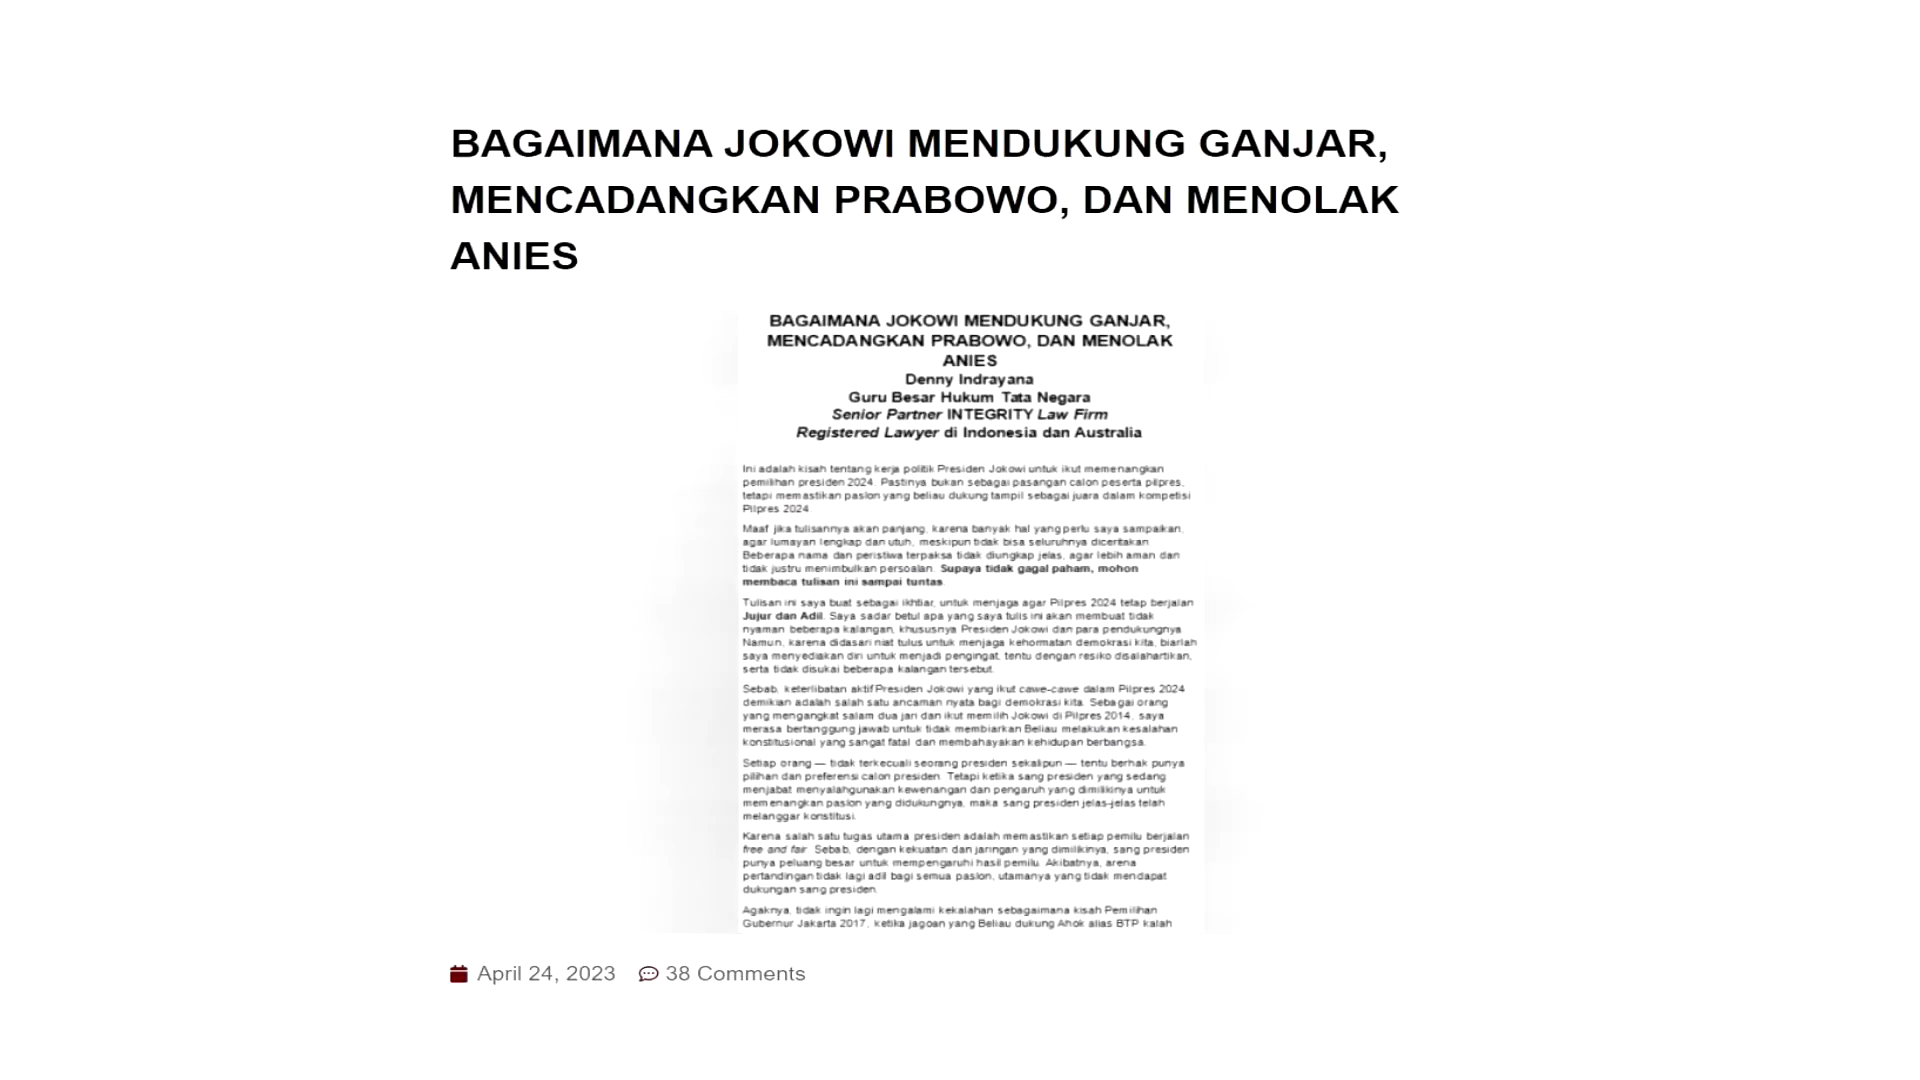 BAGAIMANA JOKOWI MENDUKUNG GANJAR,
MENCADANGKAN PRABOWO, DAN MENOLAK
ANIES
BAGAIMANA JOKOWI MENDUKUNG GANJAR,
MENCADANGKAN PRABOWO, DAN MENOLAK
ANIES
Denny Indrayana
Guru Besar Hukum Tata Negara
Senior Partner INTEGRITY Law Firm
Registered Lawyer di Indonesia dan Australia
Ini adalah kisah tentang kerja politik Presiden Jokowi untuk ikut memenangkan
pemilihan presiden 2024. Pastinya bukan sebagai pasangan calon peserta pilpres,
tetapi memastikan paslon yang beliau dukung tampil sebagai juara dalam kompetisi
Pilpres 2024.
Maaf jika tulisannya akan panjang, karena banyak hal yang perlu saya sampaikan,
agar lumayan lengkap dan utuh, meskipun tidak bisa seluruhnya diceritakan.
Beberapa nama dan peristiwa terpaksa tidak diungkap jelas, agar lebih aman dan
tidak justru menimbulkan persoalan. Supaya tidak gagal paham, mohon
membaca tulisan ini sampai tuntas.
Tulisan ini saya buat sebagai ikhtiar, untuk menjaga agar Pilpres 2024 tetap berjalan
Jujur dan Adil. Saya sadar betul apa yang saya tulis ini akan membuat tidak
nyaman beberapa kalangan, khususnya Presiden Jokowi dan para pendukungnya.
Namun, karena didasari niat tulus untuk menjaga kehormatan demokrasi kita, biarlah
saya menyediakan diri untuk menjadi pengingat, tentu dengan resiko disalahartikan,
serta tidak disukai beberapa kalangan tersebut.
Sebab, keterlibatan aktif Presiden Jokowi yang ikut cawe-cawe dalam Pilpres 2024
demikian adalah salah satu ancaman nyata bagi demokrasi kita. Sebagai orang
yang mengangkat salam dua jari dan ikut memilih Jokowi di Pilpres 2014, saya
merasa bertanggung jawab untuk tidak membiarkan Beliau melakukan kesalahan
konstitusional yang sangat fatal dan membahayakan kehidupan berbangsa.
Setiap orang — tidak terkecuali seorang presiden sekalipun — tentu berhak punya
pilihan dan preferensi calon presiden. Tetapi ketika sang presiden yang sedang
menjabat menyalahgunakan kewenangan dan pengaruh yang dimilikinya untuk
memenangkan paslon yang didukungnya, maka sang presiden jelas-jelas telah
melanggar konstitusi.
Karena salah satu tugas utama presiden adalah memastikan setiap pemilu berjalan
free and fair. Sebab, dengan kekuatan dan jaringan yang dimilikinya, sang presiden
punya peluang besar untuk mempengaruhi hasil pemilu. Akibatnya, arena
pertandingan tidak lagi adil bagi semua paslon, utamanya yang tidak mendapat
dukungan sang presiden.
Agaknya, tidak ingin lagi mengalami kekalahan sebagaimana kisah Pemilihan
Gubernur Jakarta 2017, ketika jagoan yang Beliau dukung Ahok alias BTP kalah
April 24, 2023 38 Comments